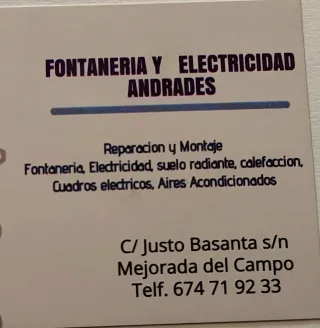 FONTANERIA Y ELECTRICIDAD
ANDRADES
Reparacion y Montaje
Fontaneria, Electricidad, suelo radiante, calefaccion,
Cuadros electricos, Aires Acondicionados
C/ Justo Basanta s/n
Mejorada del Campo
Telf. 674 71 92 33